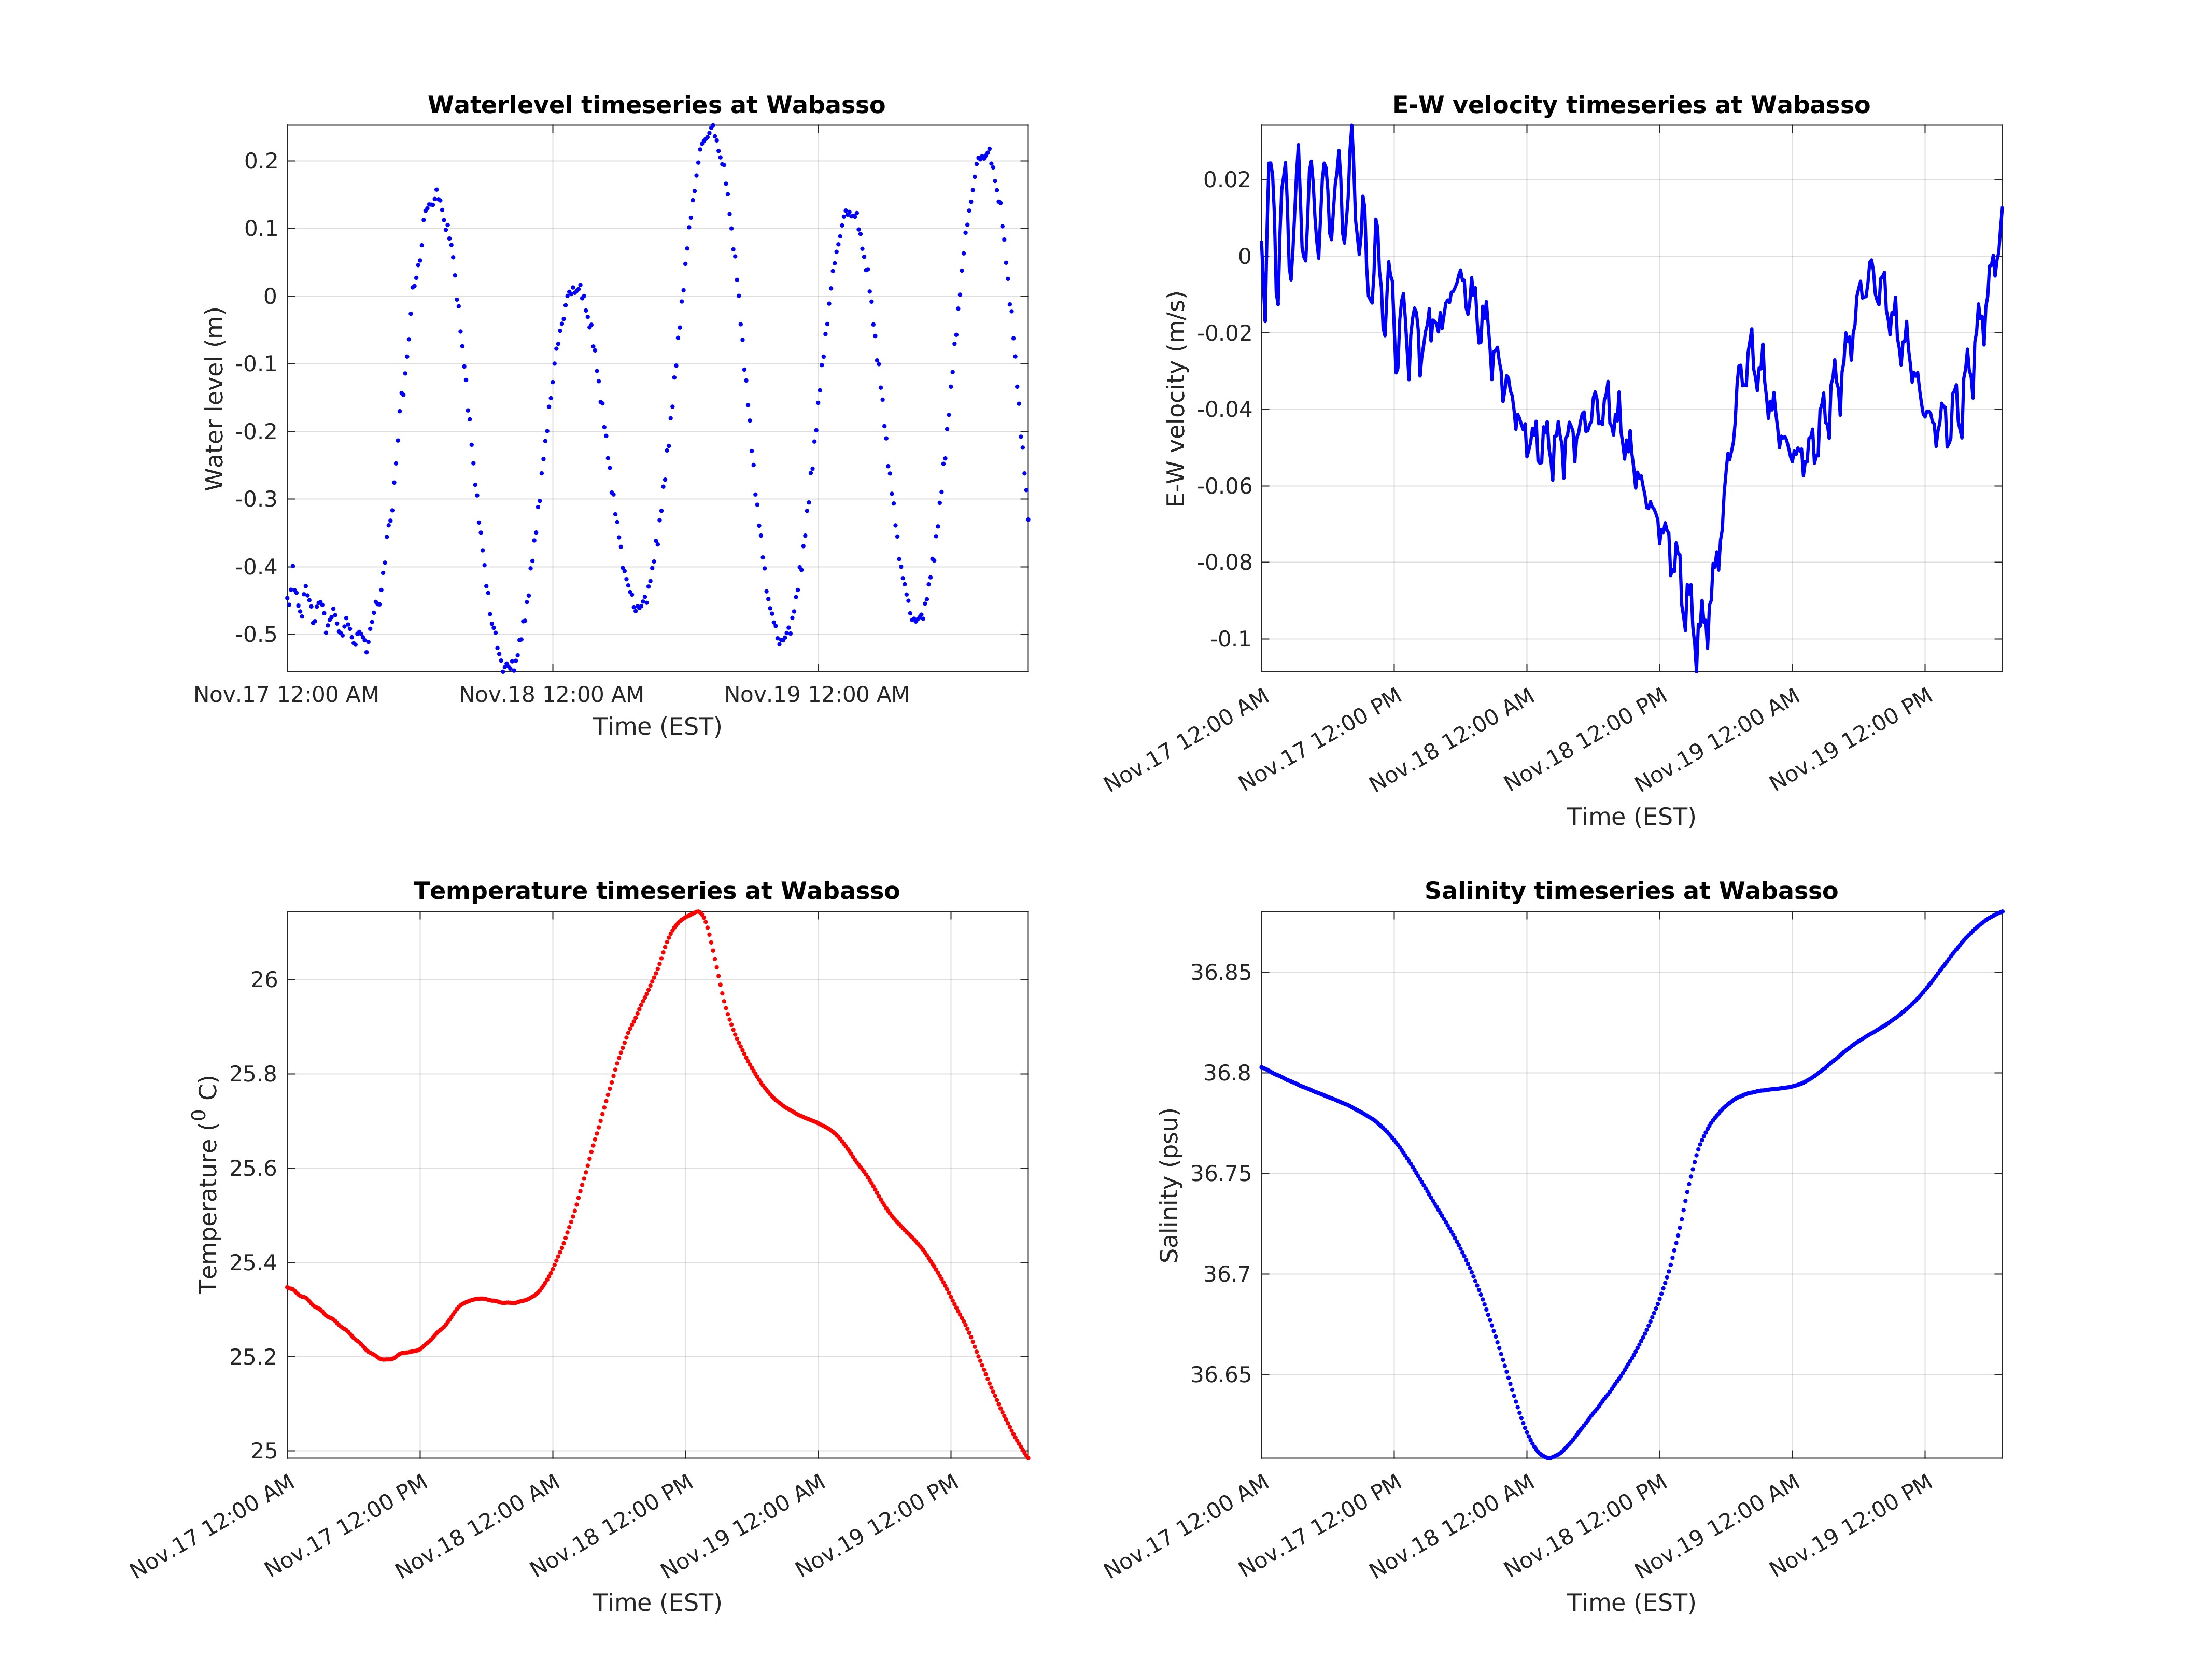 Waterlevel timeseries at Wabasso
0.2
0.1
0
-0.1
-0.2
-0.3
-0.4
-0.5
Water level (m)
Nov.17 12:00 AM
Nov.18 12:00 AM
Nov.19 12:00 AM
Time (EST)
E-W velocity timeseries at Wabasso
0.02
0
-0.02
-0.04
-0.06
-0.08
-0.1
E-W velocity (m/s)
Nov.17 12:00 AM
Nov.17 12:00 PM
Nov.18 12:00 AM
Nov.18 12:00 PM
Nov.19 12:00 AM
Nov.19 12:00 PM
Time (EST)
Temperature timeseries at Wabasso
26
25.8
25.6
25.4
25.2
25
Temperature (⁰ C)
Nov.17 12:00 AM
Nov.17 12:00 PM
Nov.18 12:00 AM
Nov.18 12:00 PM
Nov.19 12:00 AM
Nov.19 12:00 PM
Time (EST)
Salinity timeseries at Wabasso
36.85
36.8
36.75
36.7
36.65
Salinity (psu)
Nov.17 12:00 AM
Nov.17 12:00 PM
Nov.18 12:00 AM
Nov.18 12:00 PM
Nov.19 12:00 AM
Nov.19 12:00 PM
Time (EST)